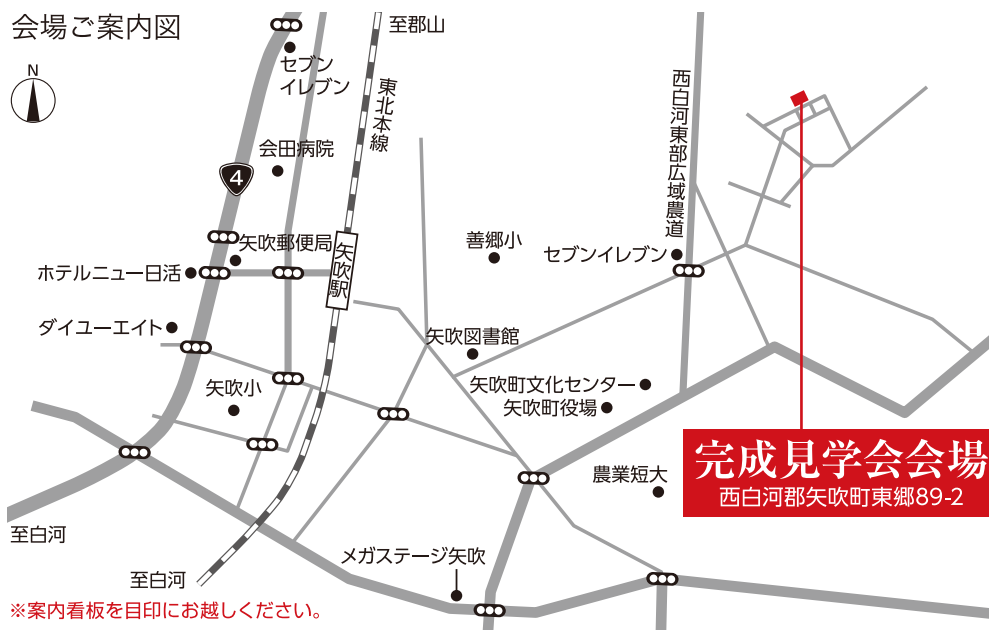 会場ご案内図
至郡山
N
セブン
イレブン
東北本線
西白河東部広域農道
会田病院
4
矢吹郵便局
善郷小
セブンイレブン
ホテルニュー日活
矢吹駅
ダイユーエイト
矢吹図書館
矢吹小
矢吹町文化センター
矢吹町役場
完成見学会会場
西白河郡矢吹町東郷89-2
農業短大
至白河
メガステージ矢吹
至白河
※案内看板を目印にお越しください。